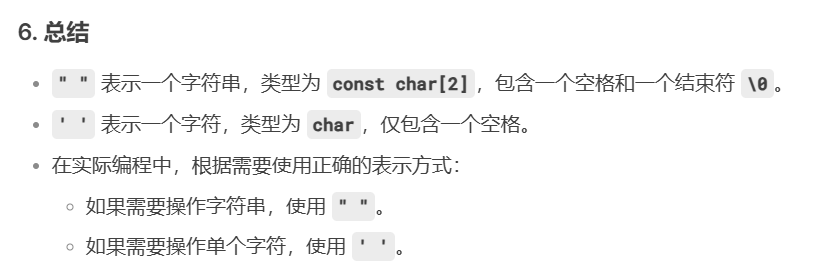 6. 总结
• " " 表示一个字符串，类型为 const char[2]，包含一个空格和一个结束符 \0。
• ' ' 表示一个字符，类型为 char，仅包含一个空格。
• 在实际编程中，根据需要使用正确的表示方式：
◦ 如果需要操作字符串，使用 " "。
◦ 如果需要操作单个字符，使用 ' '。